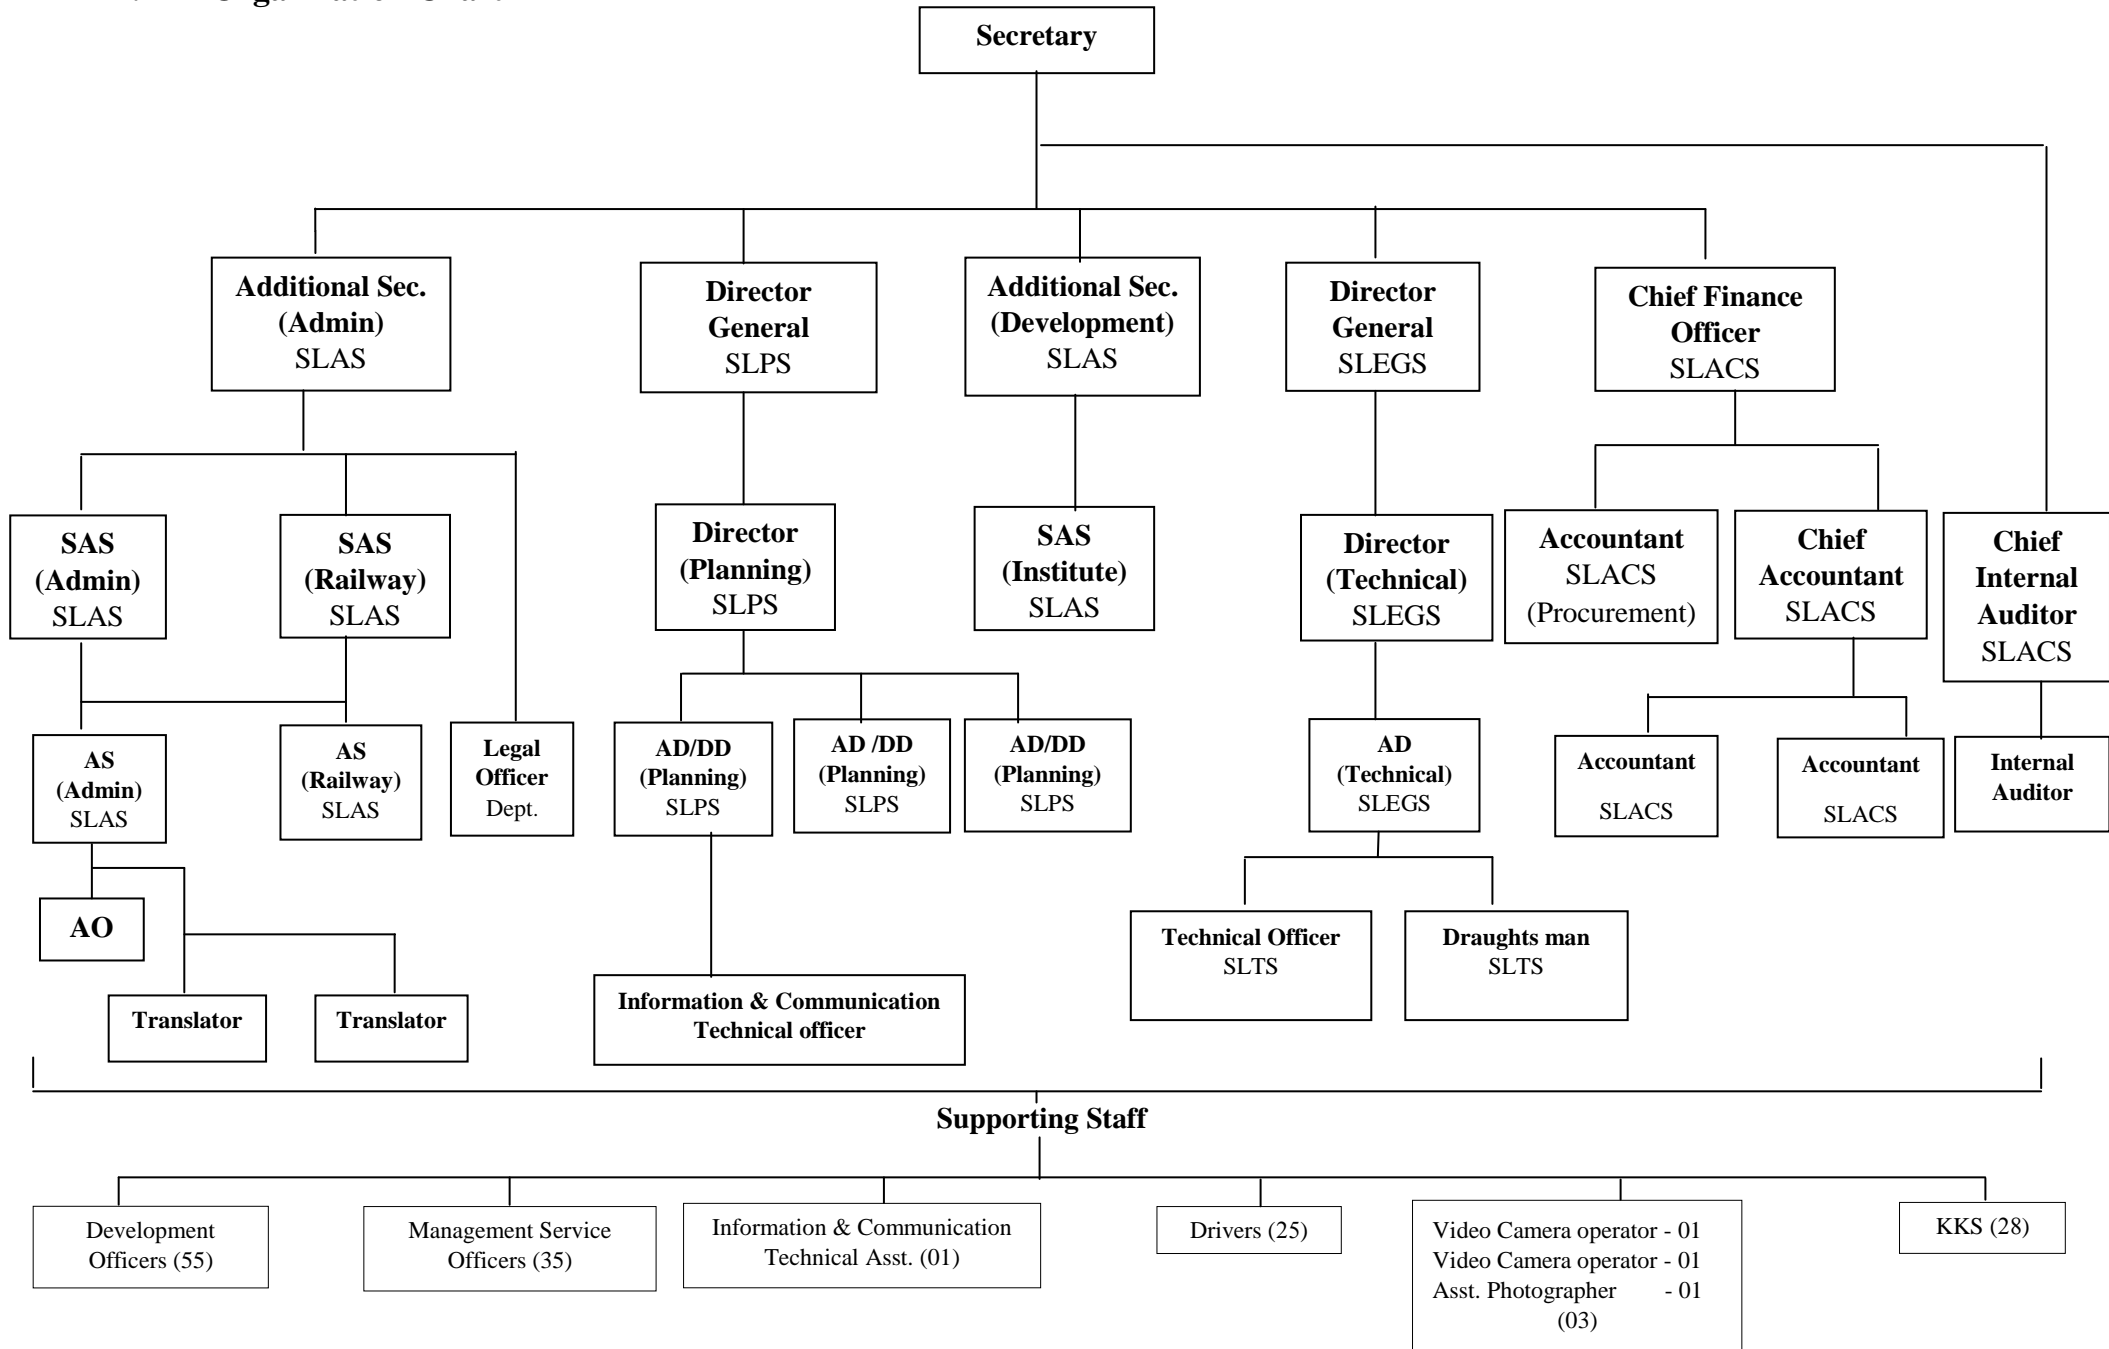 Secretary
Additional Sec.
(Admin)
SLAS
Director
General
SLPS
Additional Sec.
(Development)
SLAS
Director
General
SLEGS
Chief Finance
Officer
SLACS
SAS
(Admin)
SLAS
SAS
(Railway)
SLAS
Director
(Planning)
SLPS
SAS
(Institute)
SLAS
Director
(Technical)
SLEGS
Accountant
SLACS
(Procurement)
Chief
Accountant
SLACS
Chief
Internal
Auditor
SLACS
AS
(Admin)
SLAS
AS
(Railway)
SLAS
Legal
Officer
Dept.
AD/DD
(Planning)
SLPS
AD /DD
(Planning)
SLPS
AD/DD
(Planning)
SLPS
AD
(Technical)
SLEGS
Accountant
SLACS
Accountant
SLACS
Internal
Auditor
AO
Technical Officer
SLTS
Draughts man
SLTS
Translator
Translator
Information & Communication
Technical officer
Supporting Staff
Development
Officers (55)
Management Service
Officers (35)
Information & Communication
Technical Asst. (01)
Drivers (25)
Video Camera operator - 01
Video Camera operator - 01
Asst. Photographer - 01
(03)
KKS (28)